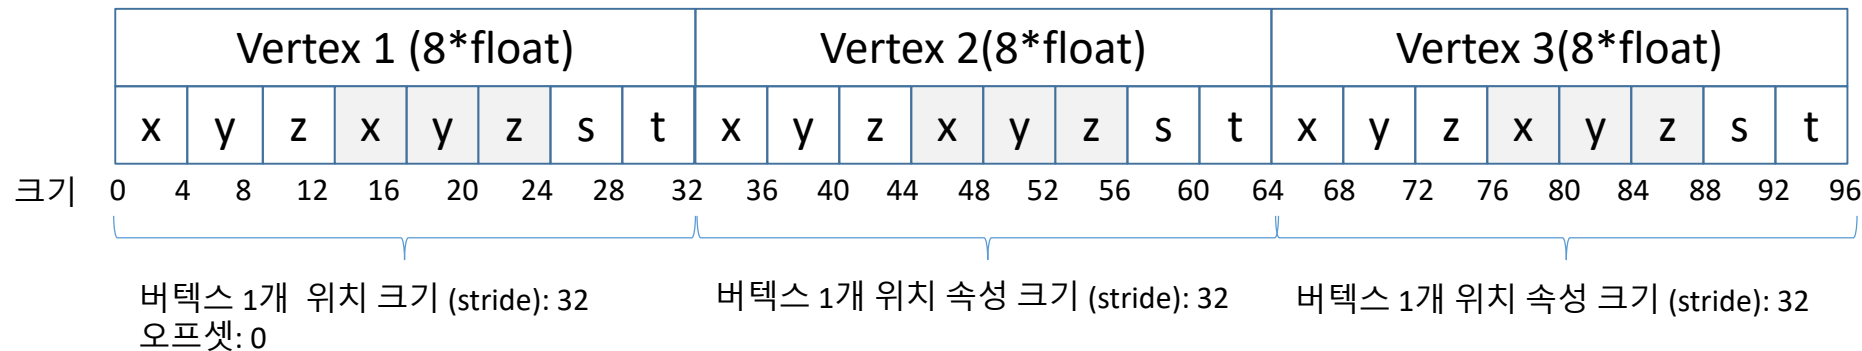 Vertex 1 (8*float) Vertex 2(8*float) Vertex 3(8*float)
x y z x y z s t x y z x y z s t x y z x y z s t
크기 0 4 8 12 16 20 24 28 32 36 40 44 48 52 56 60 64 68 72 76 80 84 88 92 96
버텍스 1개 위치 크기 (stride): 32
오프셋: 0
버텍스 1개 위치 속성 크기 (stride): 32
버텍스 1개 위치 속성 크기 (stride): 32